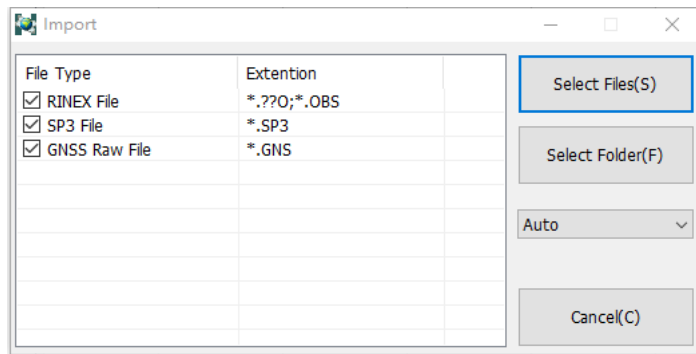 Import
File Type Extention
RINEX File *.??O;*.OBS
SP3 File *.SP3
GNSS Raw File *.GNS
Select Files(S)
Select Folder(F)
Auto
Cancel(C)